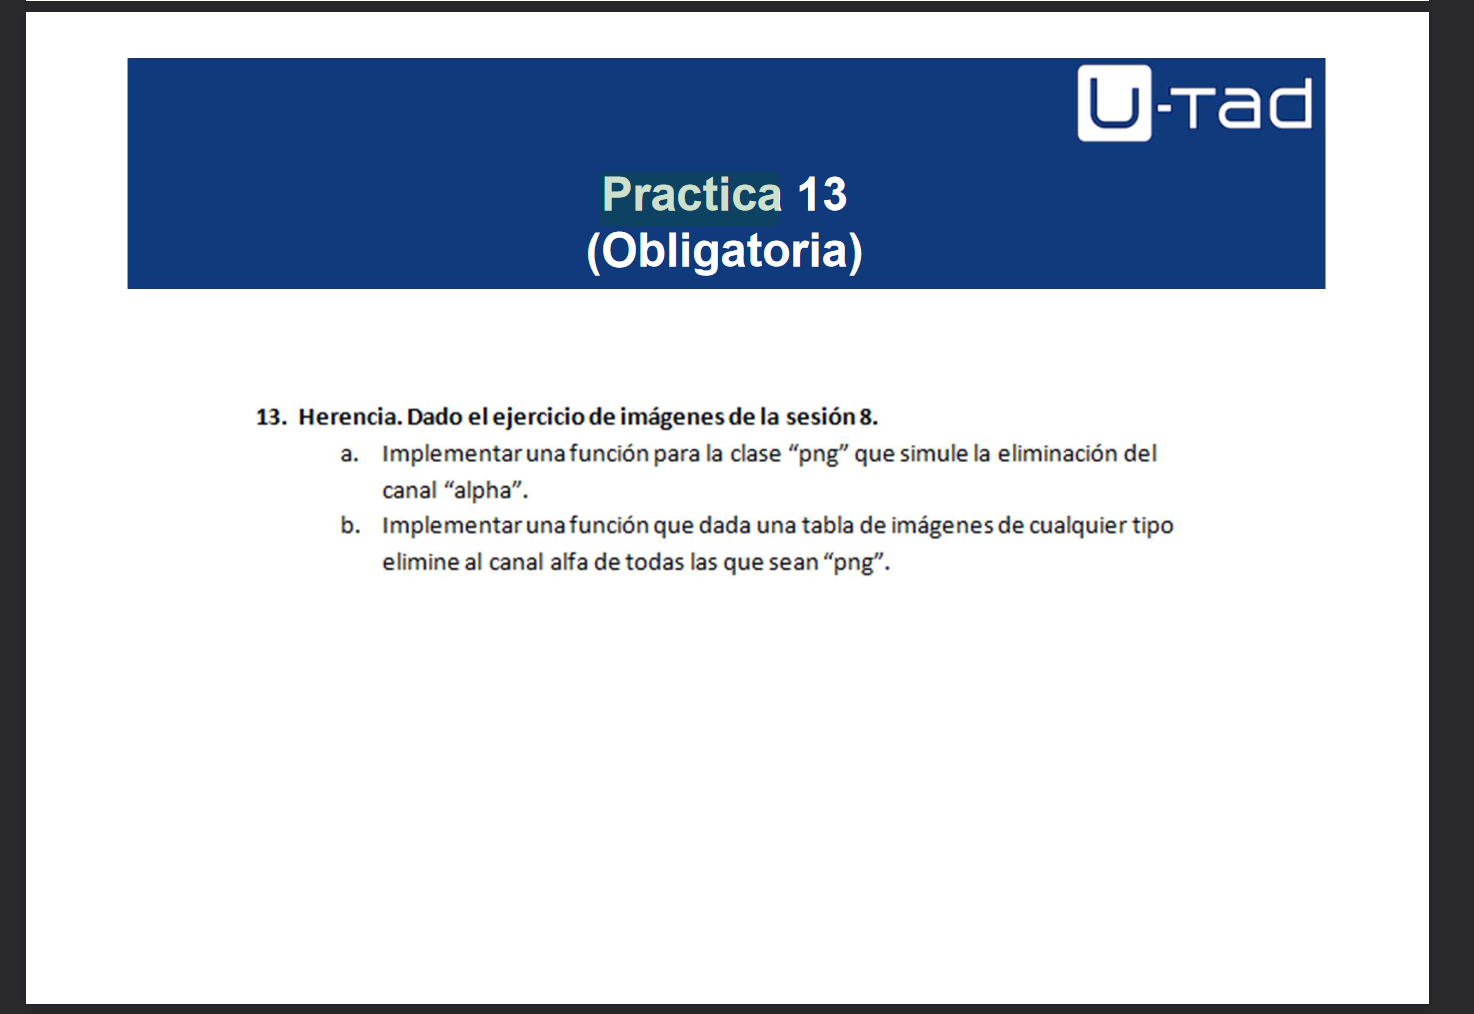 U-Tad
Practica 13
(Obligatoria)
13. Herencia. Dado el ejercicio de imágenes de la sesión 8.
a. Implementar una función para la clase “png” que simule la eliminación del
canal “alpha”.
b. Implementar una función que dada una tabla de imágenes de cualquier tipo
elimine al canal alfa de todas las que sean “png”.